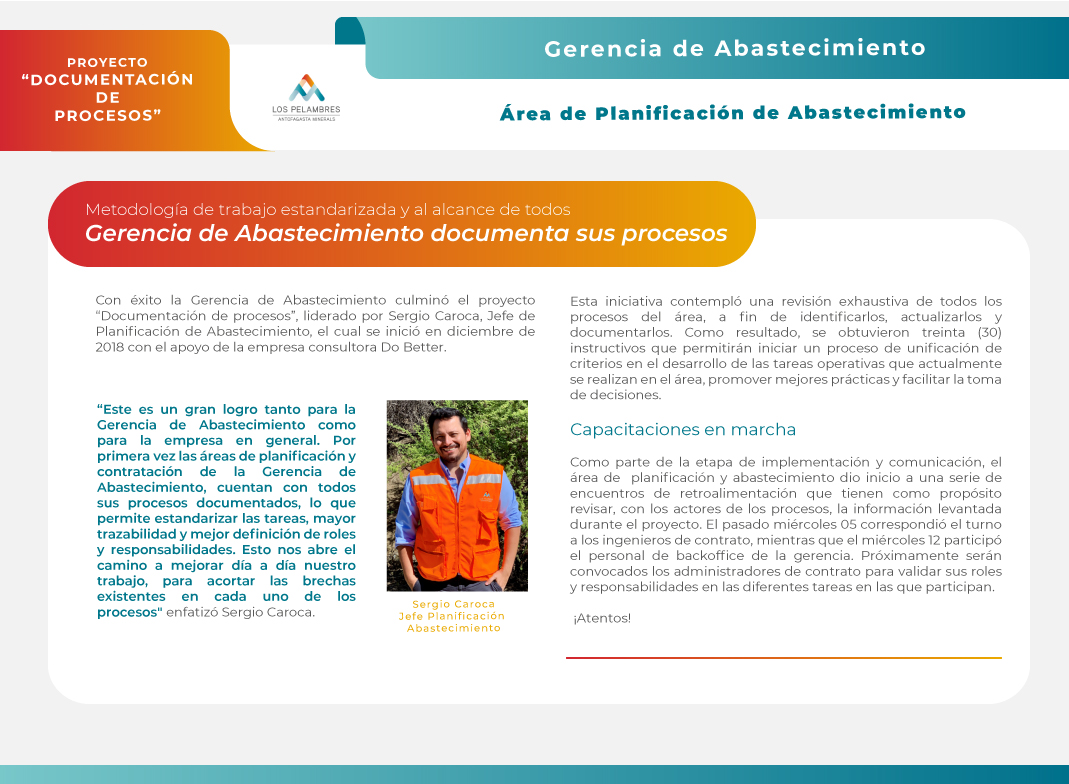 PROYECTO
“DOCUMENTACIÓN
DE
PROCESOS”
LOS PELAMBRES
ANTOFAGASTA MINERALS
Gerencia de Abastecimiento
Área de Planificación de Abastecimiento
Metodología de trabajo estandarizada y al alcance de todos
Gerencia de Abastecimiento documenta sus procesos
Con éxito la Gerencia de Abastecimiento culminó el proyecto
“Documentación de procesos”, liderado por Sergio Caroca, Jefe de
Planificación de Abastecimiento, el cual se inició en diciembre de
2018 con el apoyo de la empresa consultora Do Better.
“Este es un gran logro tanto para la
Gerencia de Abastecimiento como
para la empresa en general. Por
primera vez las áreas de planificación y
contratación de la Gerencia de
Abastecimiento, cuentan con todos
sus procesos documentados, lo que
permite estandarizar las tareas, mayor
trazabilidad y mejor definición de roles
y responsabilidades. Esto nos abre el
camino a mejorar día a día nuestro
trabajo, para acortar las brechas
existentes en cada uno de los
procesos" enfatizó Sergio Caroca.
Sergio Caroca
Jefe Planificación
Abastecimiento
Esta iniciativa contempló una revisión exhaustiva de todos los
procesos del área, a fin de identificarlos, actualizarlos y
documentarlos. Como resultado, se obtuvieron treinta (30)
instructivos que permitirán iniciar un proceso de unificación de
criterios en el desarrollo de las tareas operativas que actualmente
se realizan en el área, promover mejores prácticas y facilitar la toma
de decisiones.
Capacitaciones en marcha
Como parte de la etapa de implementación y comunicación, el
área de planificación y abastecimiento dio inicio a una serie de
encuentros de retroalimentación que tienen como propósito
revisar, con los actores de los procesos, la información levantada
durante el proyecto. El pasado miércoles 05 correspondió el turno
a los ingenieros de contrato, mientras que el miércoles 12 participó
el personal de backoffice de la gerencia. Próximamente serán
convocados los administradores de contrato para validar sus roles
y responsabilidades en las diferentes tareas en las que participan.
¡Atentos!